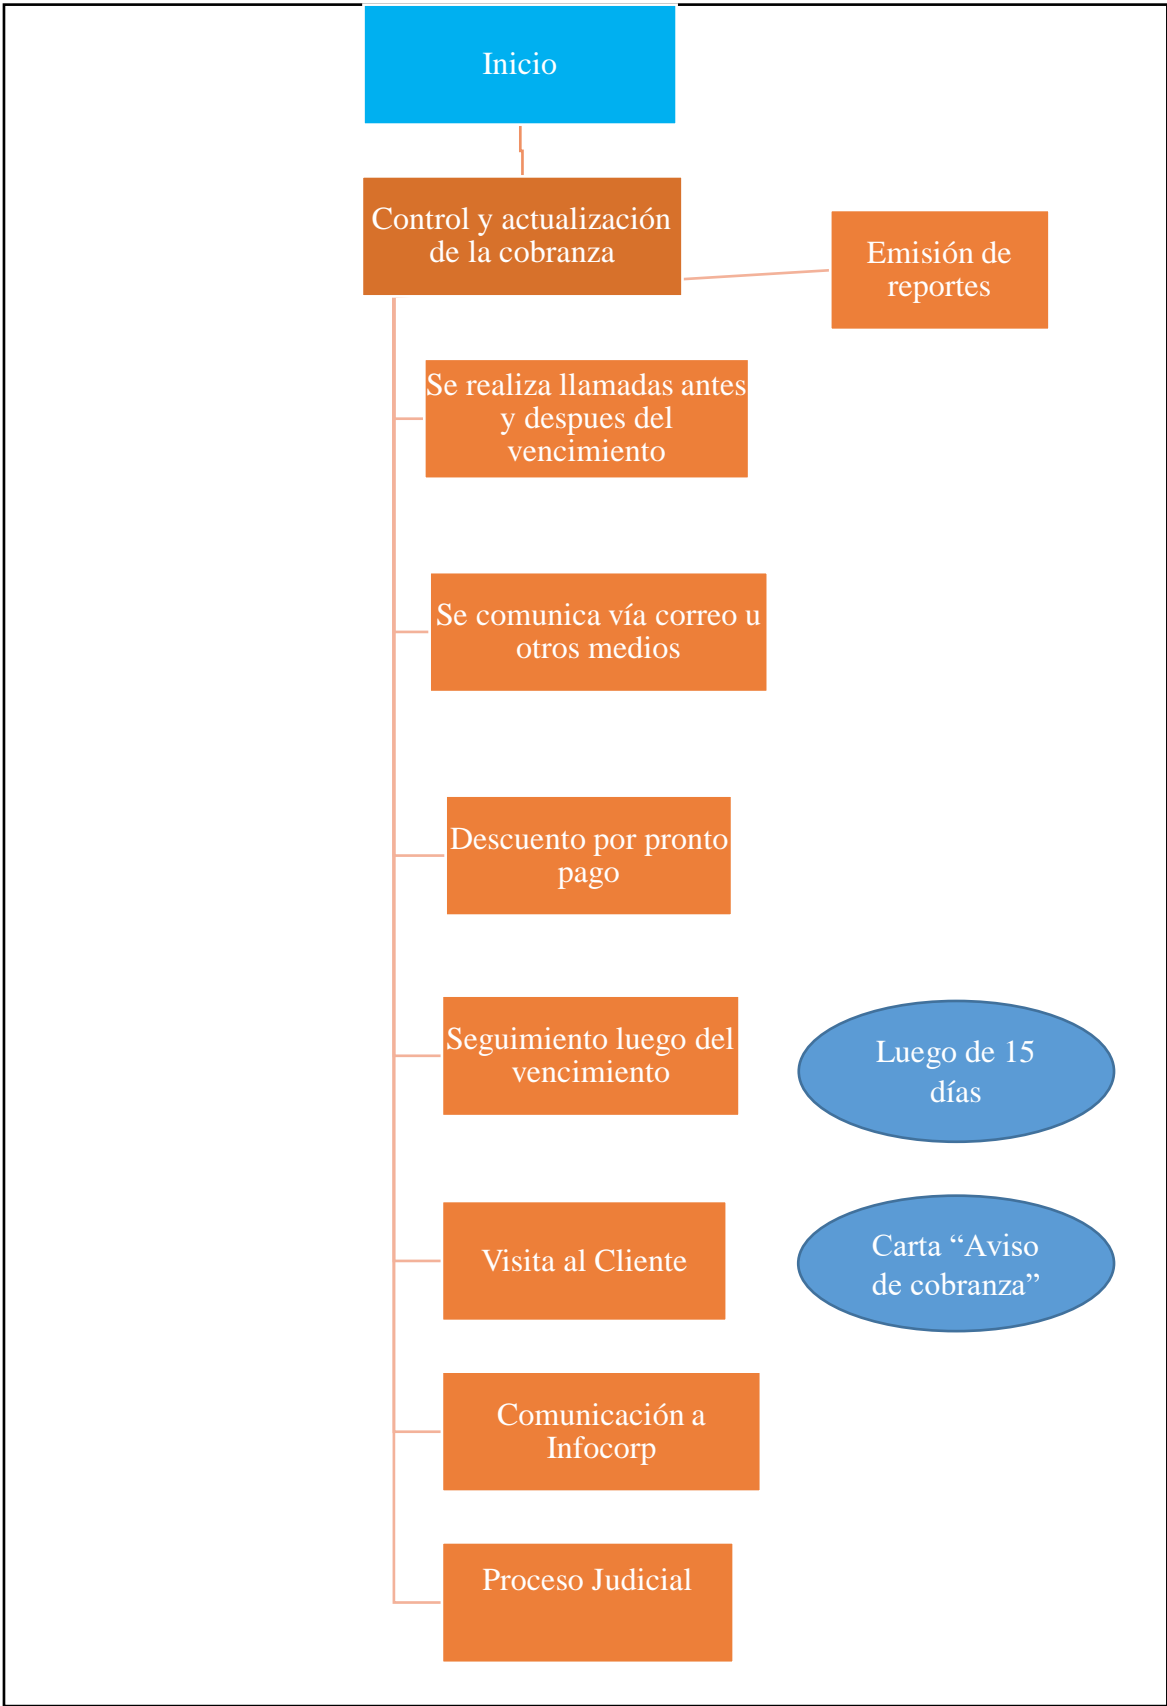 Inicio
Control y actualización
de la cobranza
Emisión de
reportes
Se realiza llamadas antes
y despues del
vencimiento
Se comunica vía correo u
otros medios
Descuento por pronto
pago
Seguimiento luego del
vencimiento
Luego de 15
días
Visita al Cliente
Carta “Aviso
de cobranza”
Comunicación a
Infocorp
Proceso Judicial